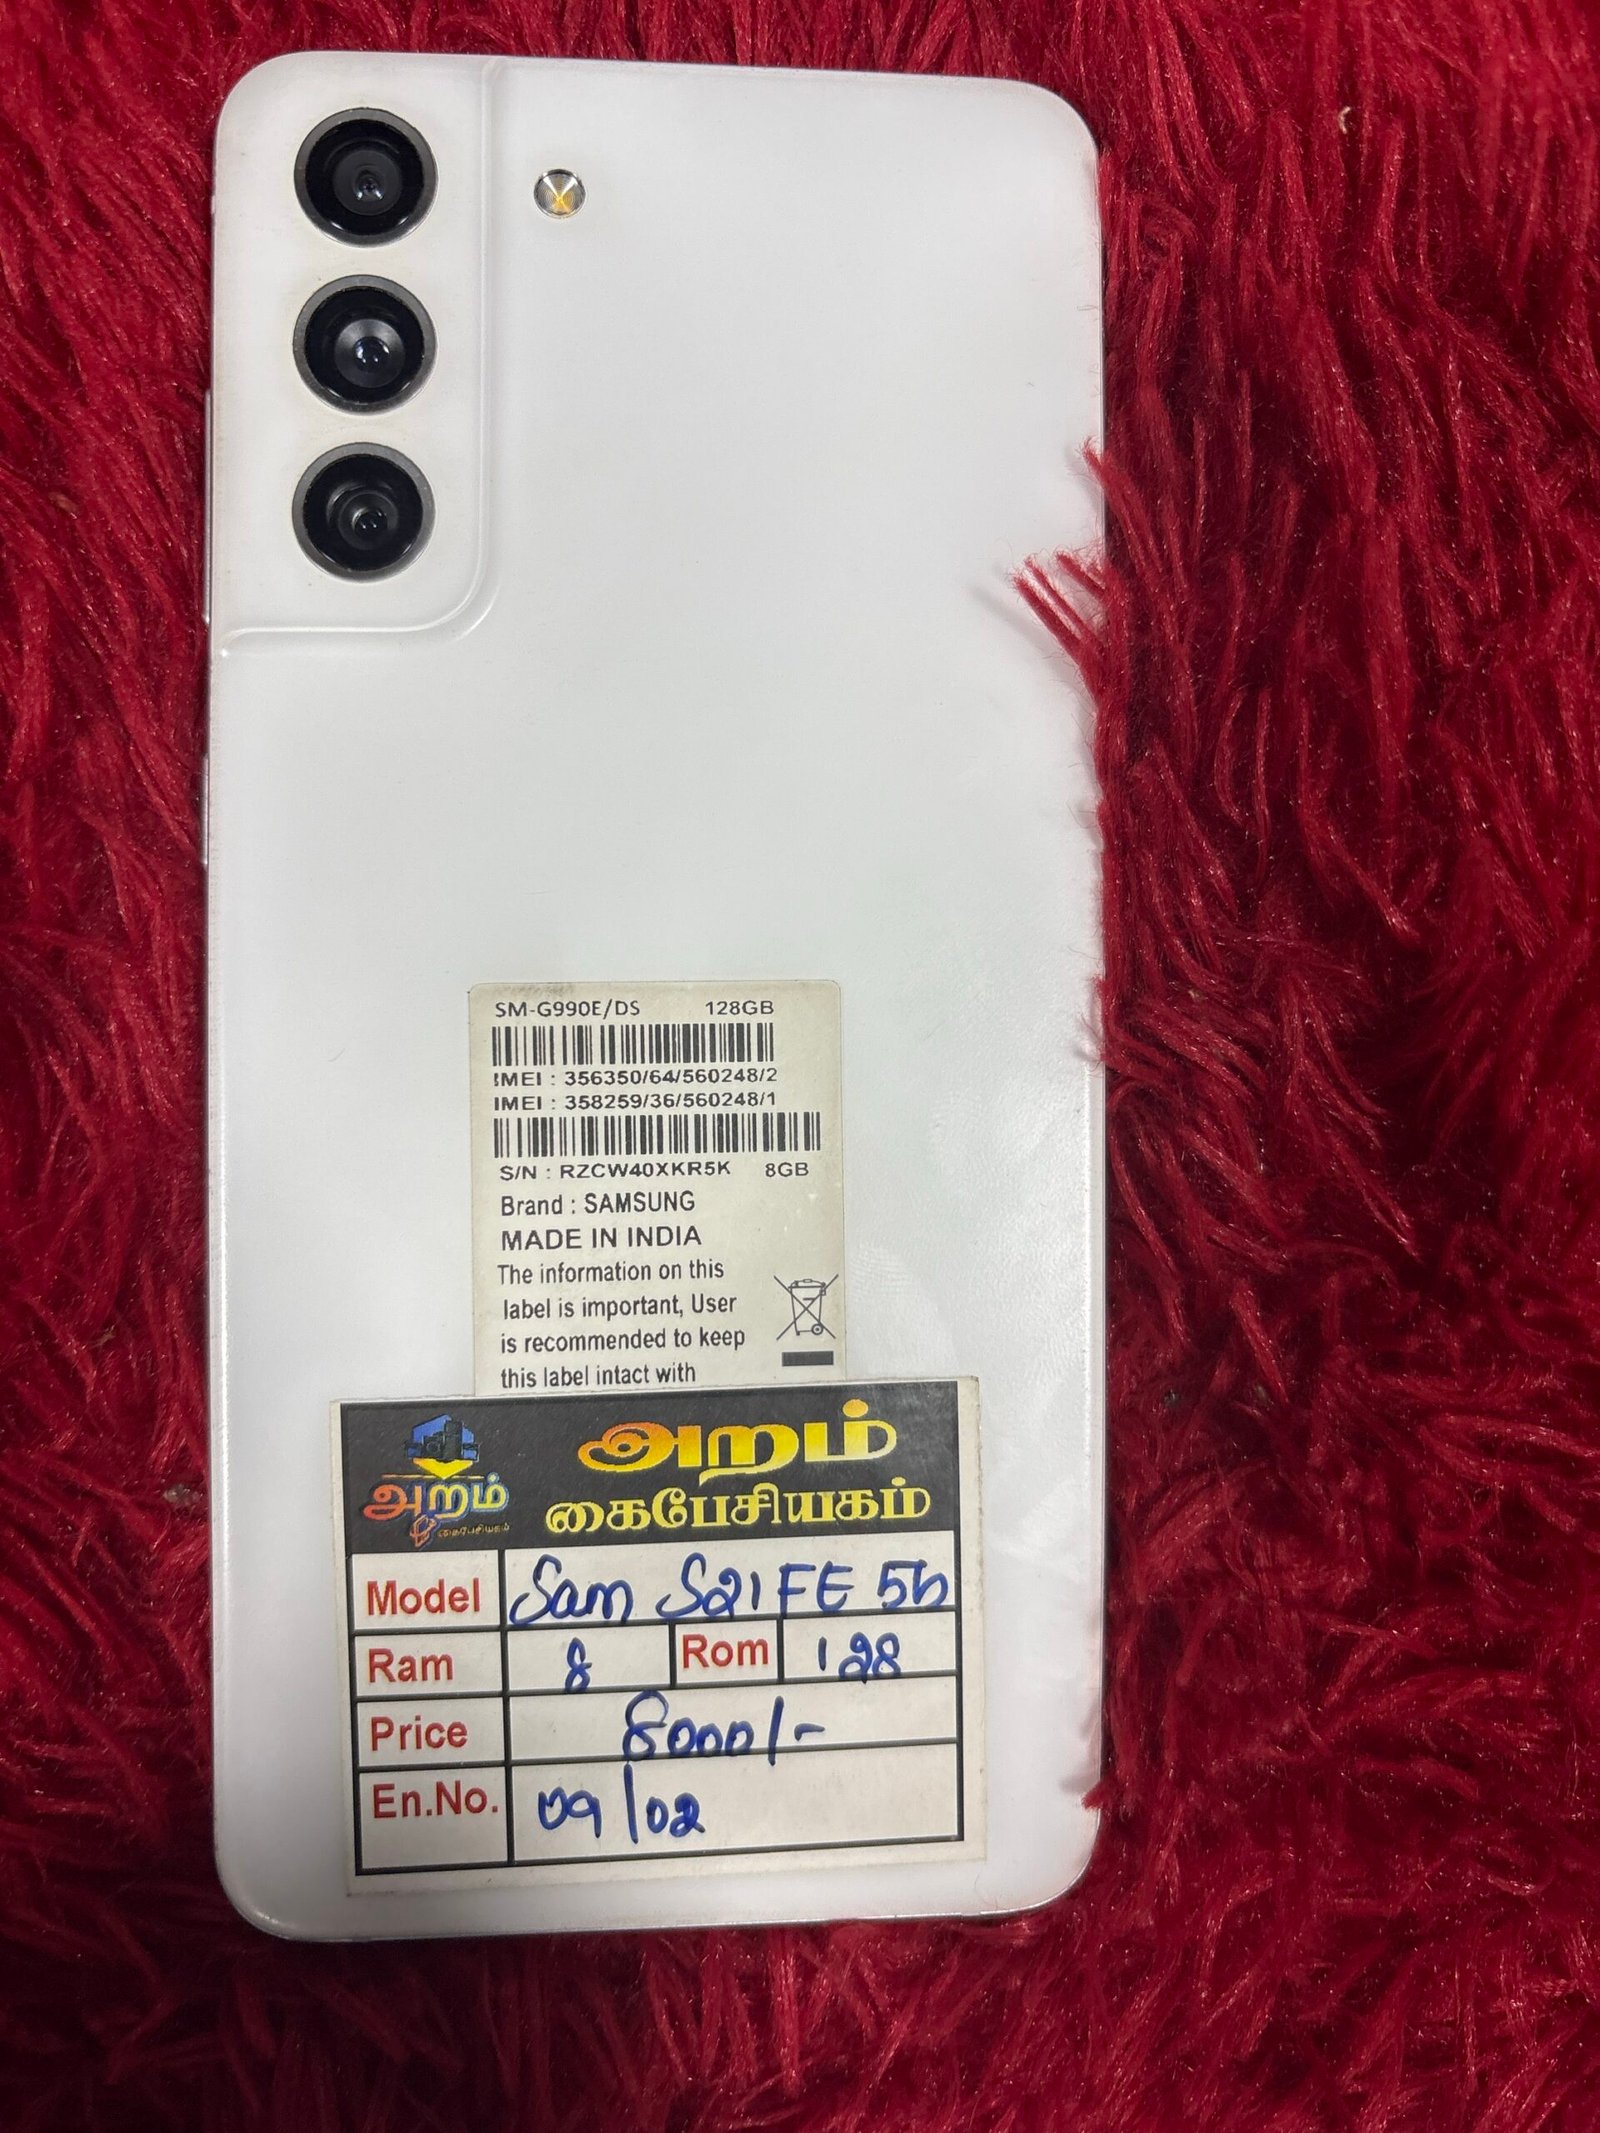 SM-G990E/DS 128GB
IMEI : 356350/64/560248/2
IMEI : 358259/36/560248/1
S/N : RZCW40XKR5K 8GB
Brand : SAMSUNG
MADE IN INDIA
The information on this
label is important, User
is recommended to keep
this label intact with
அறம்
கைபேசியகம்
அறம்
கைபேசியகம்
Model Sam S21 FE 5G
Ram 8 Rom 128
Price 8000/-
En.No. 09/02